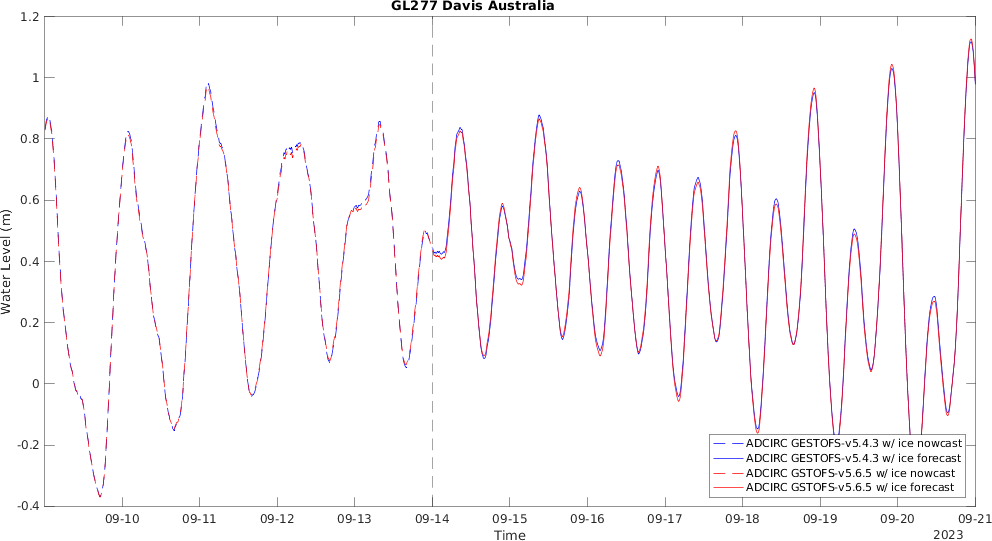 GL277 Davis Australia
1.2
1
0.8
0.6
0.4
0.2
0
-0.2
-0.4
Water Level (m)
ADCIRC GESTOFS-v5.4.3 w/ ice nowcast
ADCIRC GESTOFS-v5.4.3 w/ ice forecast
ADCIRC GSTOFS-v5.6.5 w/ ice nowcast
ADCIRC GSTOFS-v5.6.5 w/ ice forecast
09-10 09-11 09-12 09-13 09-14 09-15 09-16 09-17 09-18 09-19 09-20 09-21
Time
2023